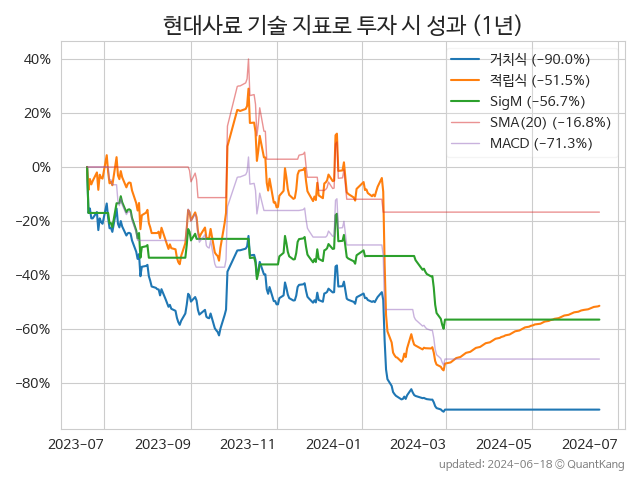 현대사료 기술 지표로 투자 시 성과 (1년)
거치식 (−90.0%)
적립식 (−51.5%)
SigM (−56.7%)
SMA(20) (−16.8%)
MACD (−71.3%)
40%
20%
0%
−20%
−40%
−60%
−80%
2023-07 2023-09 2023-11 2024-01 2024-03 2024-05 2024-07
updated: 2024-06-18 ⓒ QuantKang